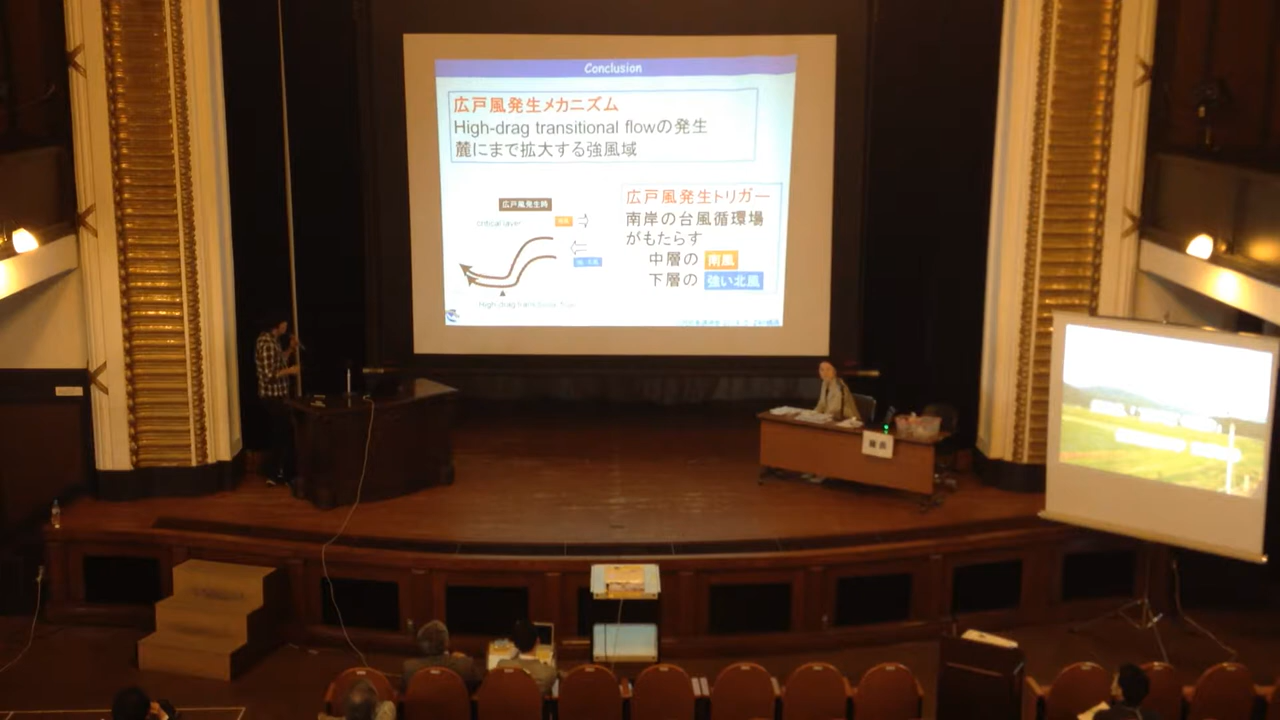 Conclusion
広戸風発生メカニズム
High-drag transitional flowの発生
麓にまで拡大する強風域
広戸風発生時
critical layer
広戸風発生トリガー
南岸の台風循環場
がもたらす
中層の 南風
下層の 強い北風
High-drag transitional flow